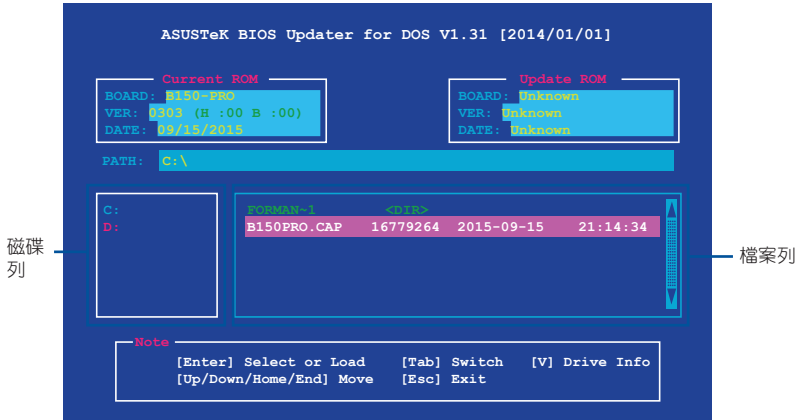 ASUSTeK BIOS Updater for DOS V1.31 [2014/01/01]
Current ROM
BOARD: B150-PRO
VER: 0303 (H :00 B :00)
DATE: 09/15/2015
Update ROM
BOARD: Unknown
VER: Unknown
DATE: Unknown
PATH: C:\
C:
D:
FORMAN~1 <DIR>
B150PRO.CAP 16779264 2015-09-15 21:14:34
磁碟
列
檔案列
Note
[Enter] Select or Load [Tab] Switch [V] Drive Info
[Up/Down/Home/End] Move [Esc] Exit